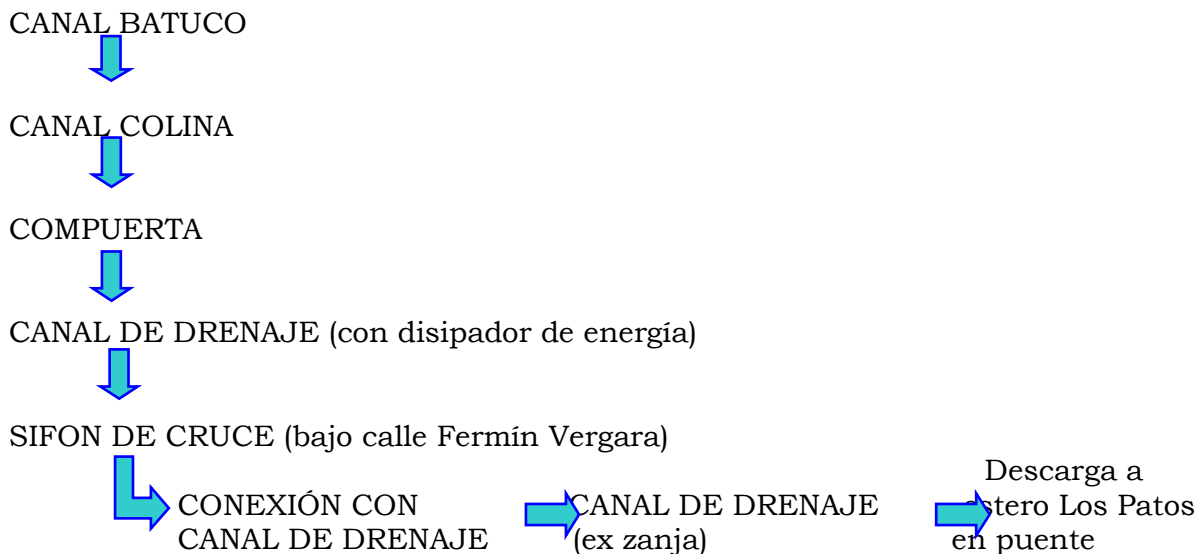 CANAL BATUCO
CANAL COLINA
COMPUERTA
CANAL DE DRENAJE (con disipador de energía)
SIFON DE CRUCE (bajo calle Fermín Vergara)
CONEXIÓN CON
CANAL DE DRENAJE
CANAL DE DRENAJE
(ex zanja)
Descarga a
estero Los Patos
en puente